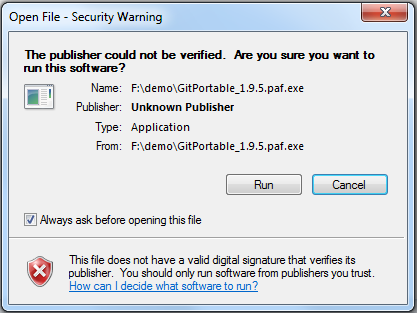 Open File - Security Warning
The publisher could not be verified. Are you sure you want to
run this software?
Name: F:\demo\GitPortable_1.9.5.paf.exe
Publisher: Unknown Publisher
Type: Application
From: F:\demo\GitPortable_1.9.5.paf.exe
Run Cancel
Always ask before opening this file
This file does not have a valid digital signature that verifies its
publisher. You should only run software from publishers you trust.
How can I decide what software to run?